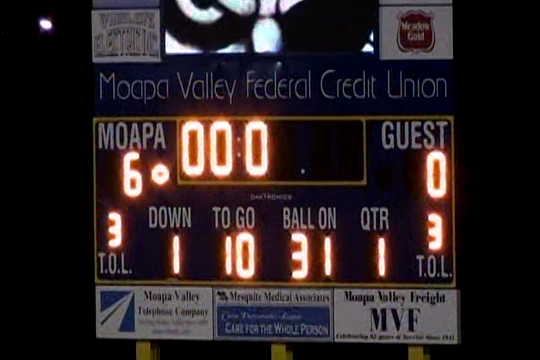 ELECTRIC
Meadow
Gold
Moapa Valley Federal Credit Union
MOAPA 00:0 GUEST
6 0
DAKTRONICS
3 DOWN TO GO BALL ON QTR 3
T.O.L. 1 10 31 1 T.O.L.
Moapa Valley
Telephone Company
Mesquite Medical Associates
CARE FOR THE WHOLE PERSON
Moapa Valley Freight
MVF